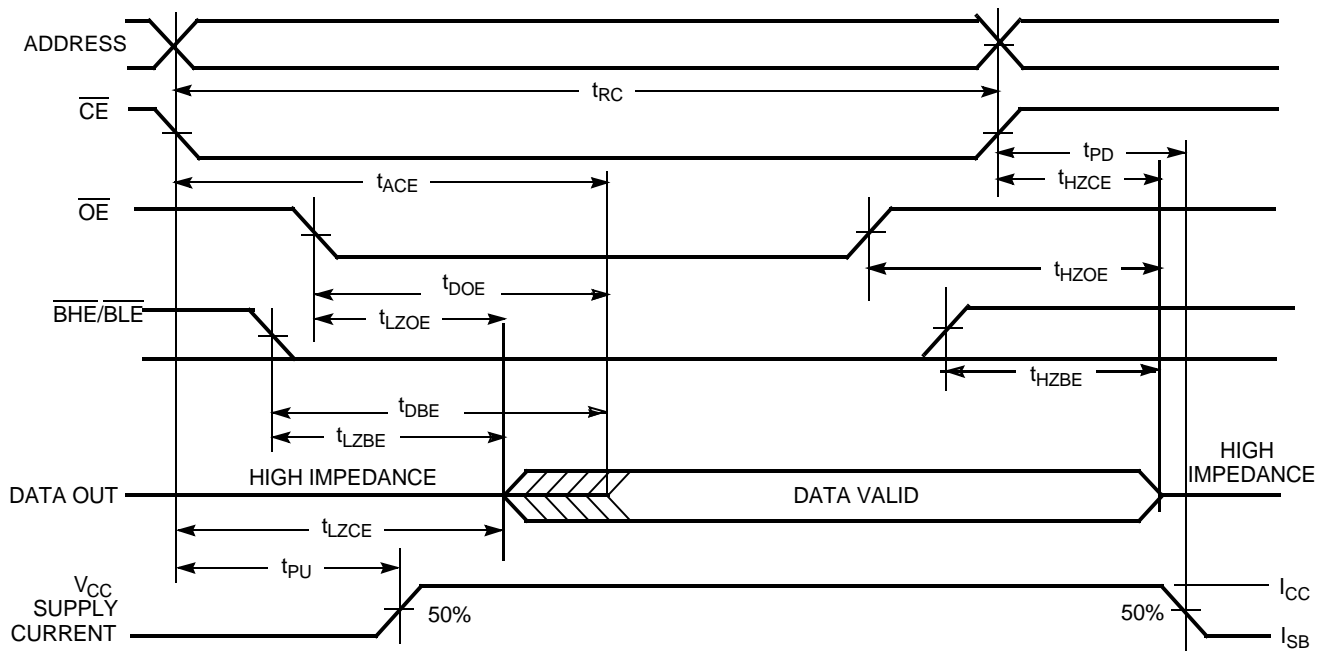 ADDRESS
tRC
CE
tPD
tACE
tHZCE
OE
tDOE
tHZOE
BHE/BLE
tLZOE
tHZBE
tDBE
tLZBE
HIGH IMPEDANCE
HIGH
IMPEDANCE
DATA OUT
DATA VALID
tLZCE
tPU
VCC
SUPPLY
CURRENT
50%
50%
ICC
ISB